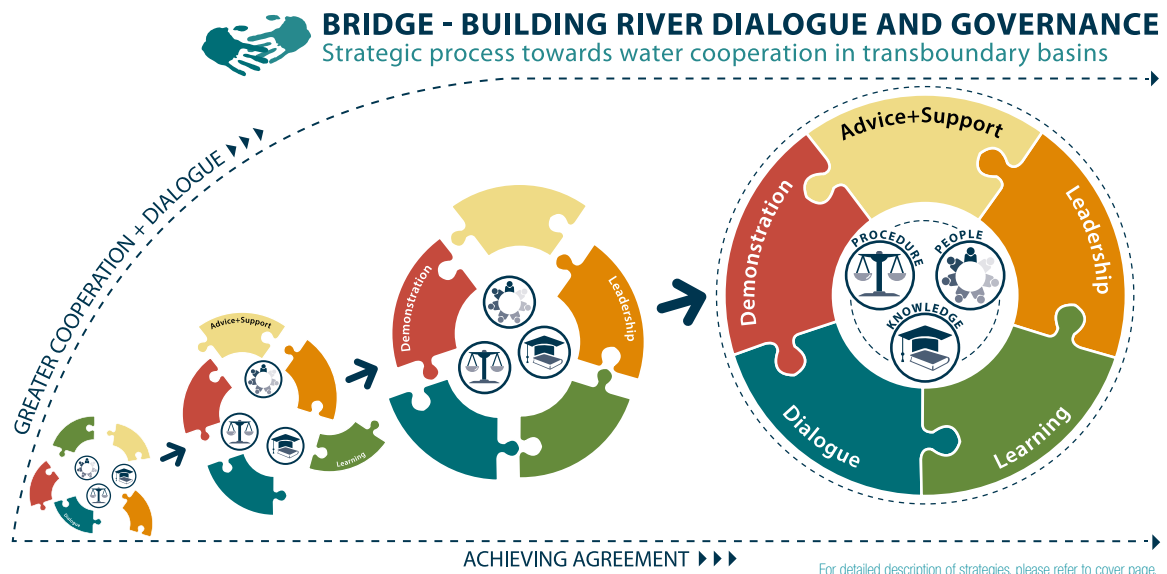 BRIDGE - BUILDING RIVER DIALOGUE AND GOVERNANCE
Strategic process towards water cooperation in transboundary basins
GREATER COOPERATION + DIALOGUE
Dialogue
Advice+Support
Learning
Demonstration
Leadership
Advice+Support
Demonstration
Leadership
PROCEDURE
PEOPLE
KNOWLEDGE
Dialogue
Learning
ACHIEVING AGREEMENT
For detailed description of strategies, please refer to cover page.